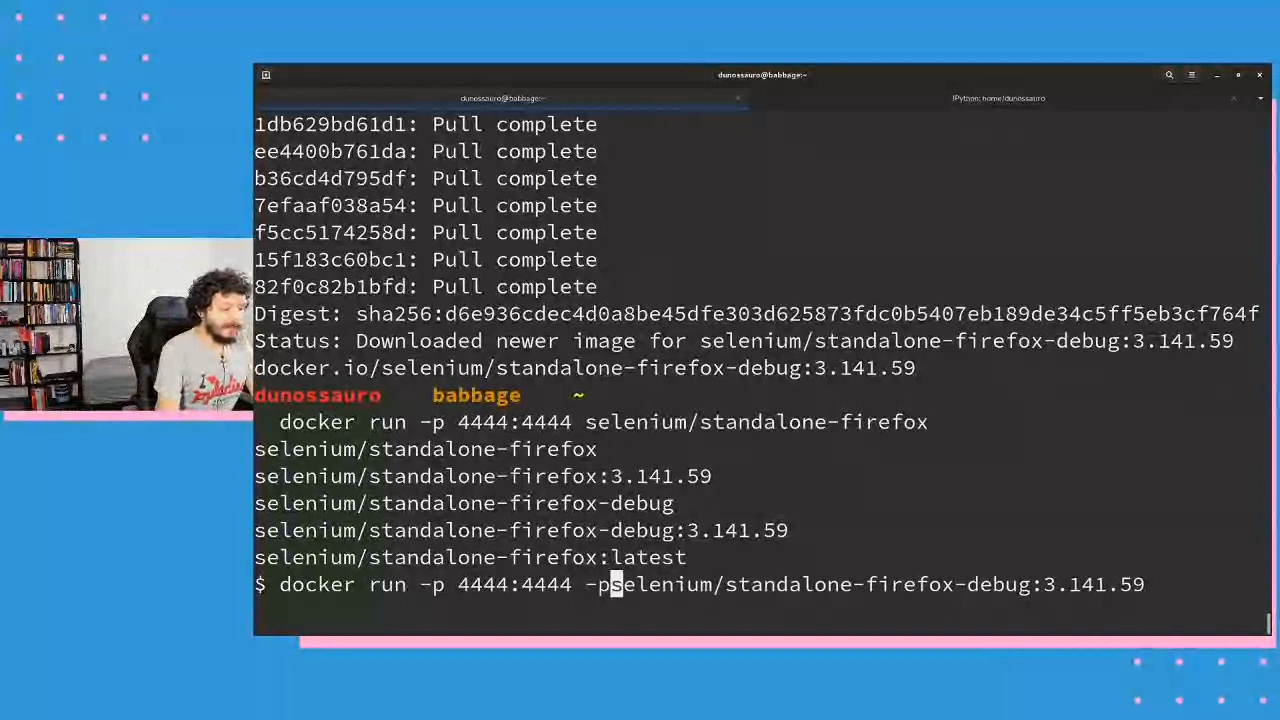 dunossauro@babbage:~
dunossauro@babbage:~
IPython: home/dunossauro
1db629bd61d1: Pull complete
ee4400b761da: Pull complete
b36cd4d795df: Pull complete
7efaaf038a54: Pull complete
f5cc5174258d: Pull complete
15f183c60bc1: Pull complete
82f0c82b1bfd: Pull complete
Digest: sha256:d6e936cdec4d0a8be45dfe303d625873fdc0b5407eb189de34c5ff5eb3cf764f
Status: Downloaded newer image for selenium/standalone-firefox-debug:3.141.59
docker.io/selenium/standalone-firefox-debug:3.141.59
dunossauro babbage ~
docker run -p 4444:4444 selenium/standalone-firefox
selenium/standalone-firefox
selenium/standalone-firefox:3.141.59
selenium/standalone-firefox-debug
selenium/standalone-firefox-debug:3.141.59
selenium/standalone-firefox:latest
$ docker run -p 4444:4444 -pselenium/standalone-firefox-debug:3.141.59